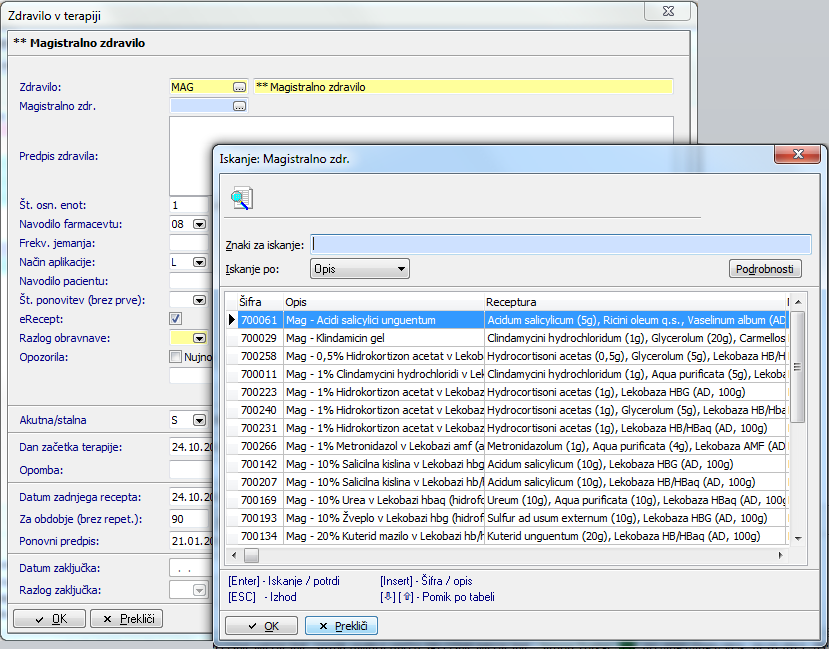 Zdravilo v terapiji
** Magistralno zdravilo
Zdravilo: MAG ** Magistralno zdravilo
Magistralno zdr.
Predpis zdravila:
Št. osn. enot: 1
Navodilo farmacevtu: 08
Frekv. jemanja:
Način aplikacije: L
Navodilo pacientu:
Št. ponovitev (brez prve):
eRecept:
Razlog obravnave:
Opozorila: Nujno
Akutna/stalna S
Dan začetka terapije: 24.10.20
Opomba:
Datum zadnjega recepta: 24.10.20
Za obdobje (brez repet.): 90
Ponovni predpis: 21.01.20
Datum zaključka: . .
Razlog zaključka:
OK Prekliči
Iskanje: Magistralno zdr.
Znaki za iskanje:
Iskanje po: Opis Podrobnosti
Šifra Opis Receptura
700061 Mag - Acidi salicylici unguentum Acidum salicylicum (5g), Ricini oleum q.s., Vaselinum album (AD
700029 Mag - Klindamicin gel Clindamycini hydrochloridum (1g), Glycerolum (20g), Carmellos
700258 Mag - 0,5% Hidrokortizon acetat v Lekob Hydrocortisoni acetas (0,5g), Glycerolum (5g), Lekobaza HB/H
700011 Mag - 1% Clindamycini hydrochloridi v Lek Clindamycini hydrochloridum (1g), Aqua purificata (5g), Lekoba
700223 Mag - 1% Hidrokortizon acetat v Lekobaz Hydrocortisoni acetas (1g), Lekobaza HBG (AD, 100g)
700240 Mag - 1% Hidrokortizon acetat v Lekobaz Hydrocortisoni acetas (1g), Glycerolum (5g), Lekobaza HB/Hba
700231 Mag - 1% Hidrokortizon acetat v Lekobaz Hydrocortisoni acetas (1g), Lekobaza HB/HBaq (AD, 100g)
700266 Mag - 1% Metronidazol v Lekobazi amf (a Metronidazolum (1g), Aqua purificata (4g), Lekobaza AMF (AD
700142 Mag - 10% Salicilna kislina v Lekobazi hbg Acidum salicylicum (10g), Lekobaza HBG (AD, 100g)
700207 Mag - 10% Salicilna kislina v Lekobazi hb/ Acidum salicylicum (10g), Lekobaza HB/HBaq (AD, 100g)
700169 Mag - 10% Urea v Lekobazi hbaq (hidrofo Ureum (10g), Aqua purificata (10g), Lekobaza HBaq (AD, 100g
700193 Mag - 10% Žveplo v Lekobazi hbg (hidrof Sulfur ad usum externum (10g), Lekobaza HBG (AD, 100g)
700134 Mag - 20% Kuterid mazilo v Lekobazi hb/h Kuterid unguentum (20g), Lekobaza HB/HBaq (AD, 100g)
[Enter] - Iskanje / potrdi [Insert] - Šifra / opis
[ESC] - Izhod [⇩] [⇧] - Pomik po tabeli
OK Prekliči